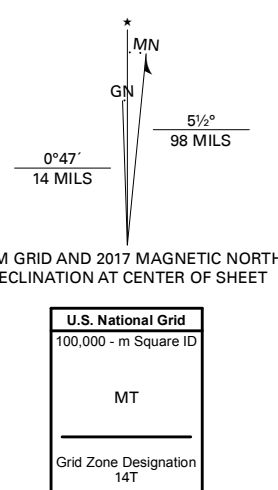 MN
GN
5½°
98 MILS
0°47´
14 MILS
M GRID AND 2017 MAGNETIC NORTH
ECLINATION AT CENTER OF SHEET
U.S. National Grid
100,000 - m Square ID
MT
Grid Zone Designation
14T